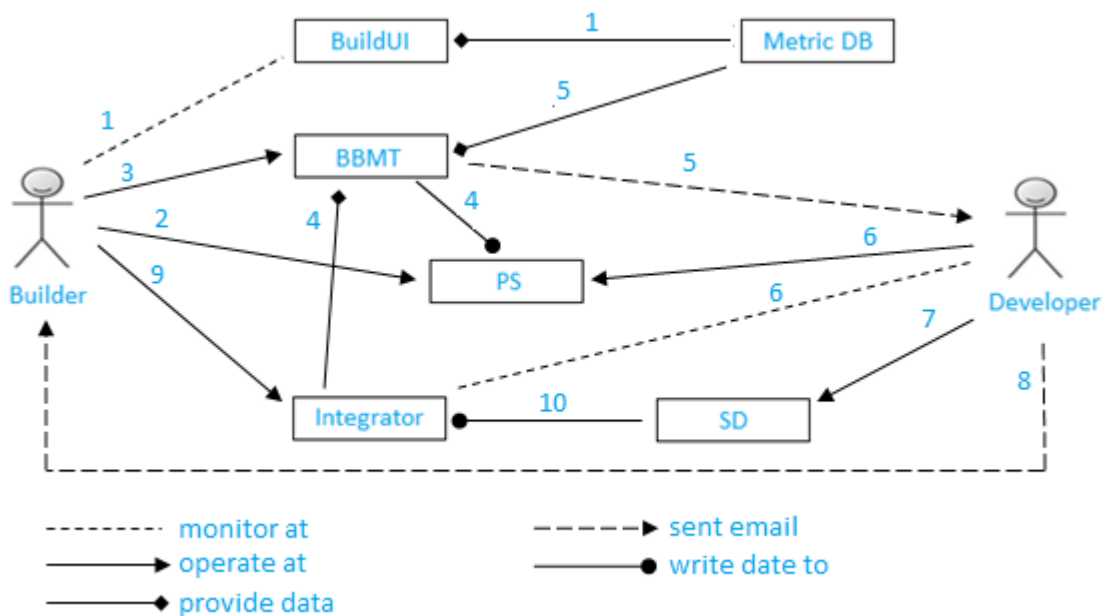 1
BuildUI
Metric DB
1
5
3
BBMT
5
2
4
4
6
9
PS
6
Builder
Developer
7
8
Integrator
10
SD
monitor at
sent email
operate at
write date to
provide data